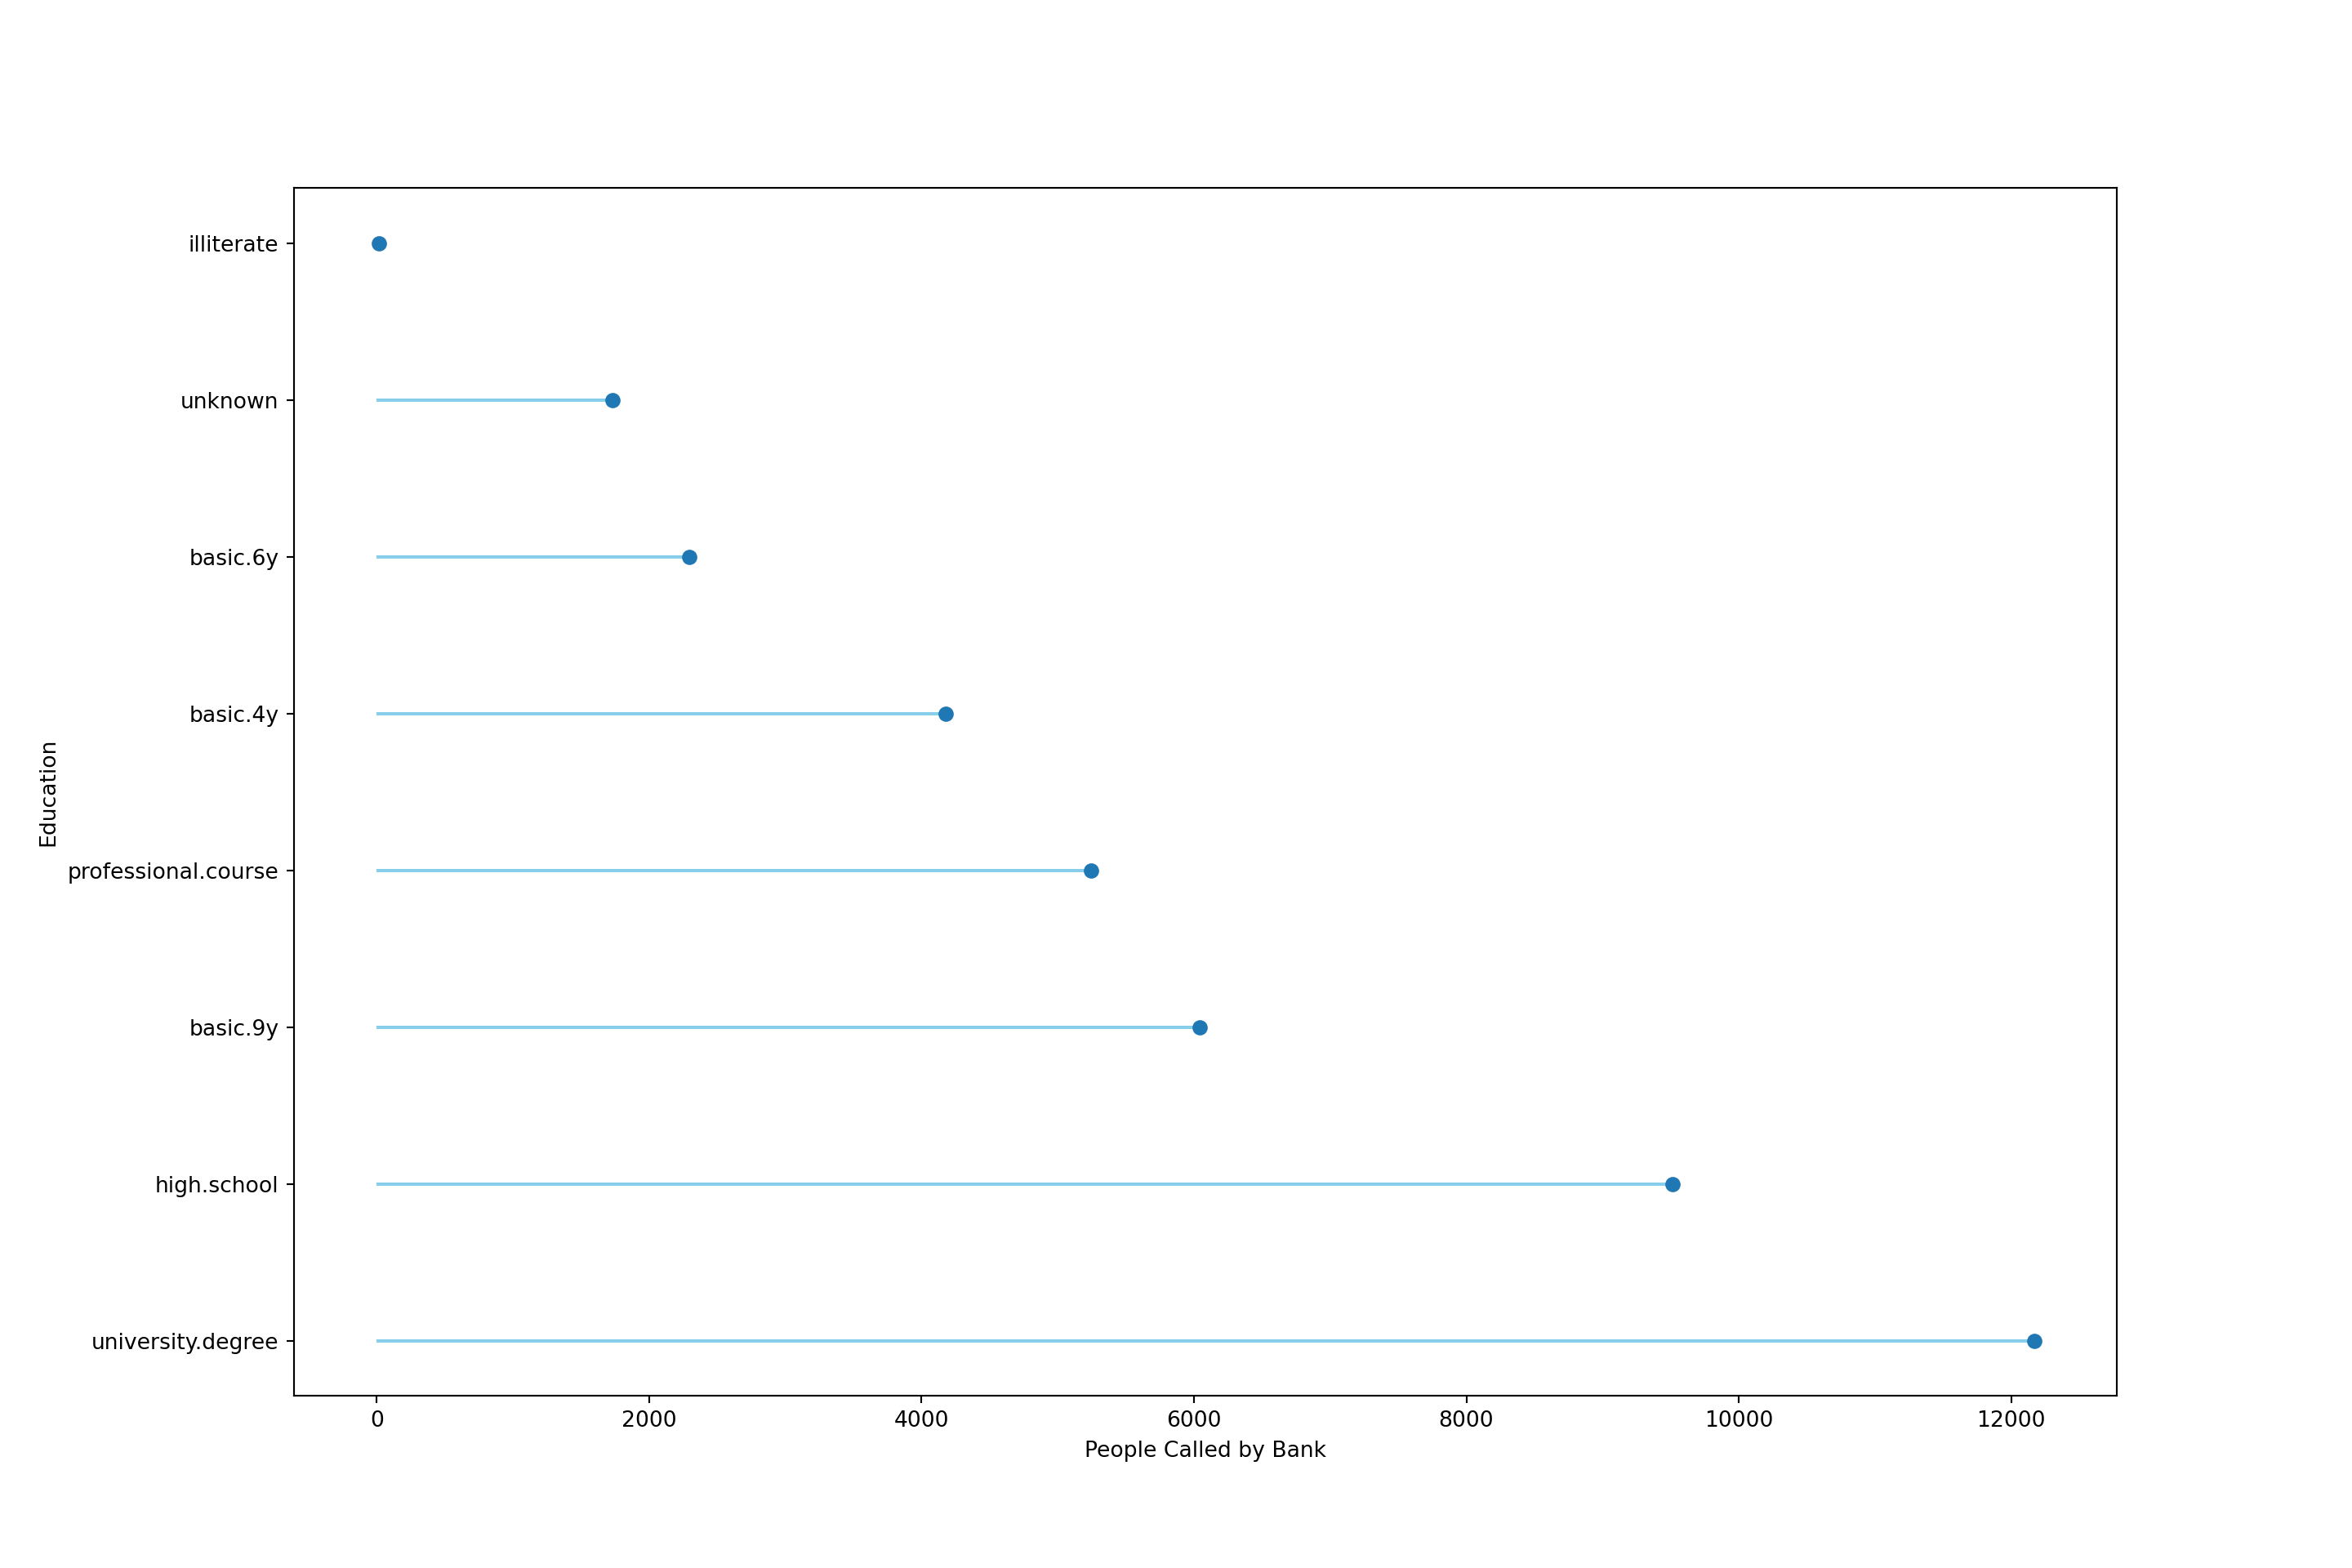 illiterate
unknown
basic.6y
basic.4y
professional.course
basic.9y
high.school
university.degree
Education
0 2000 4000 6000 8000 10000 12000
People Called by Bank